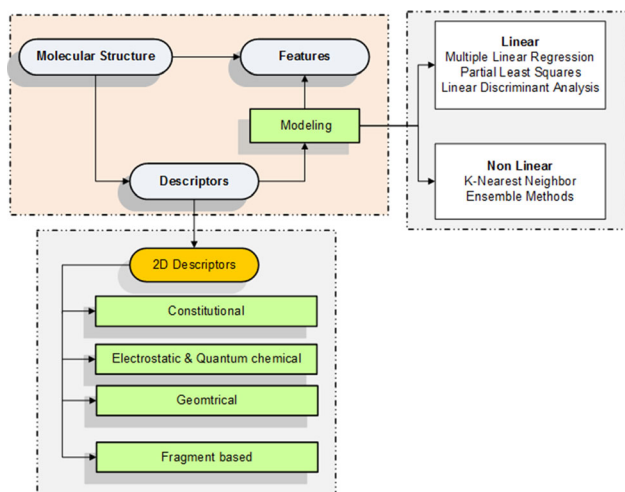 Molecular Structure
Features
Modeling
Descriptors
Linear
Multiple Linear Regression
Partial Least Squares
Linear Discriminant Analysis
Non Linear
K-Nearest Neighbor
Ensemble Methods
2D Descriptors
Constitutional
Electrostatic & Quantum chemical
Geomtrical
Fragment based